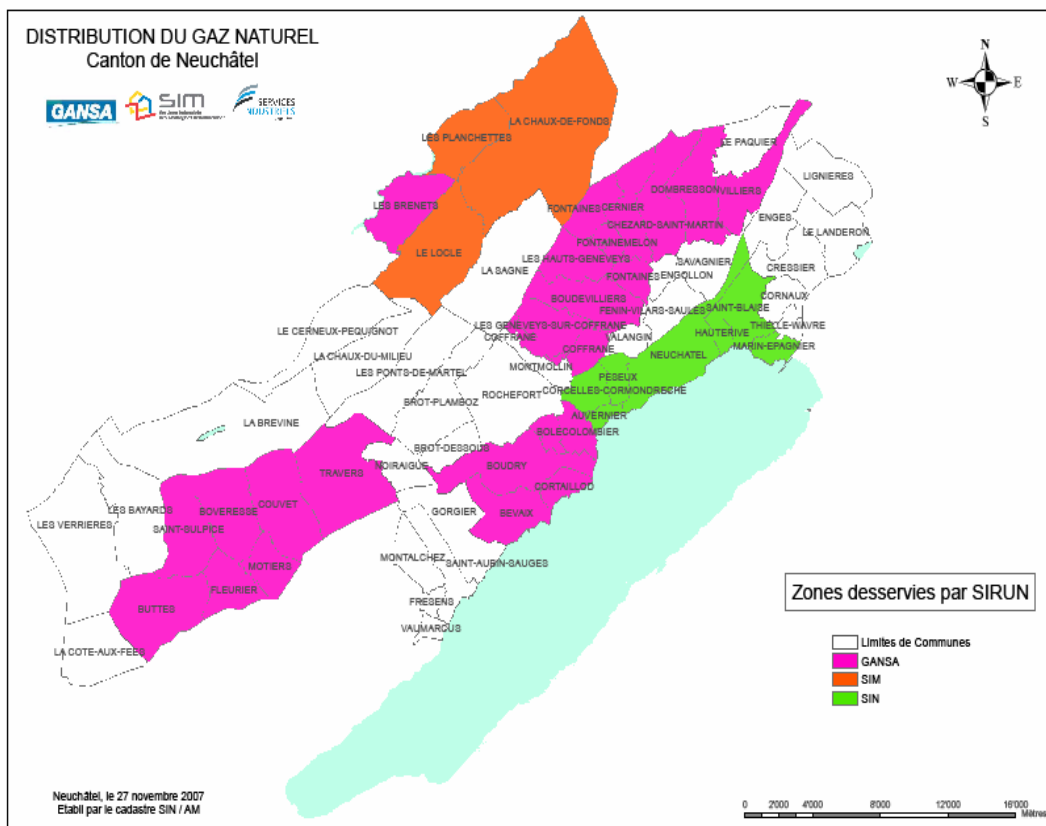 DISTRIBUTION DU GAZ NATUREL
Canton de Neuchâtel
GANSA
SIM
SERVICES
INDUSTRIELS
N
W
E
S
LA CHAUX-DE-FONDS
LES PLANCHETTES
LE PAQUIER
LIGNIERES
DOMBRESSON
VILLIERS
LES BRENETS
FONTAINES
CERNIER
ENGES
CHEZARD-SAINT-MARTIN
LE LANDERON
FONTAINEMELON
LE LOCLE
LES HAUTS-GENEVEYS
SAVAGNIER
LA SAGNE
FONTAINES
ENGOLLON
CRESSIER
BOUDEVILLIERS
CORNAUX
FENIN-VILARS-SAULES
SAINT-BLAISE
LE CERNEUX-PEQUIGNOT
LES GENEVEYS-SUR-COFFRANE
THIELLE-WAVRE
COFFRANE
VALANGIN
HAUTERIVE
MARIN-EPAGNIER
COFFRANE
NEUCHATEL
LA CHAUX-DU-MILIEU
MONTMOLLIN
LES PONTS-DE-MARTEL
PESEUX
ROCHEFORT
CORCELLES-CORMONDRECHE
BROT-PLAMBOZ
AUVERNIER
LA BREVINE
BOLE
COLOMBIER
BROT-DESSOUS
NOIRAIGUE
BOUDRY
TRAVERS
CORTAILLOD
COUVET
LES BAYARDS
BOVERESSE
GORGIER
BEVAIX
LES VERRIERES
SAINT-SULPICE
MONTALCHEZ
SAINT-AUBIN-SAUGES
MOTIERS
FLEURIER
FRESENS
BUTTES
VAUMARCUS
LA COTE-AUX-FEES
Zones desservies par SIRUN
Limites de Communes
GANSA
SIM
SIN
Neuchâtel, le 27 novembre 2007
Etabli par le cadastre SIN / AM
0 2000 4000 8000 12'000 16'000
Mètres